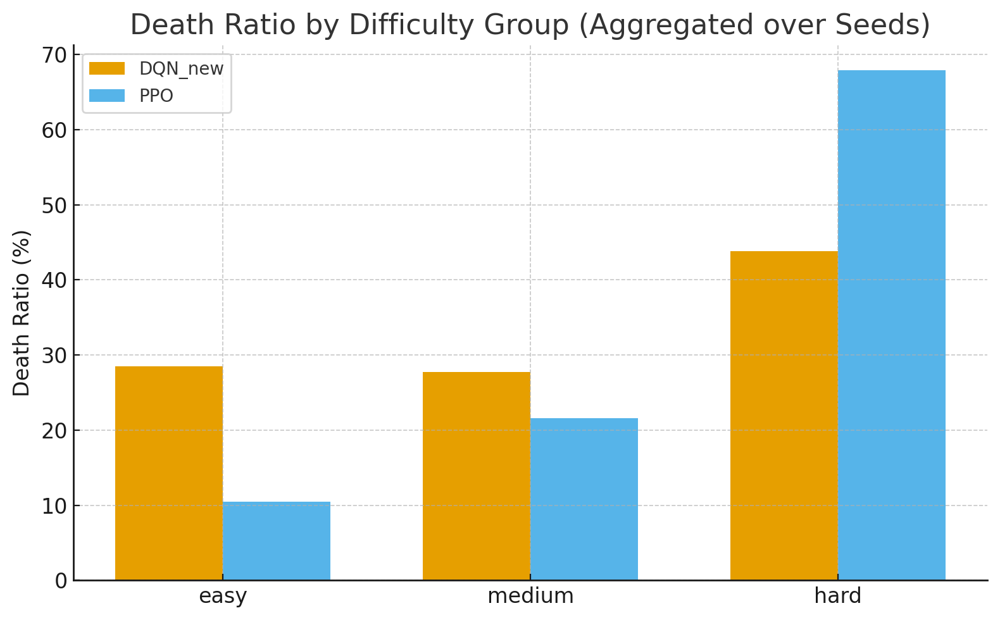 Death Ratio by Difficulty Group (Aggregated over Seeds)
DQN_new
PPO
Death Ratio (%)
70
60
50
40
30
20
10
0
easy medium hard